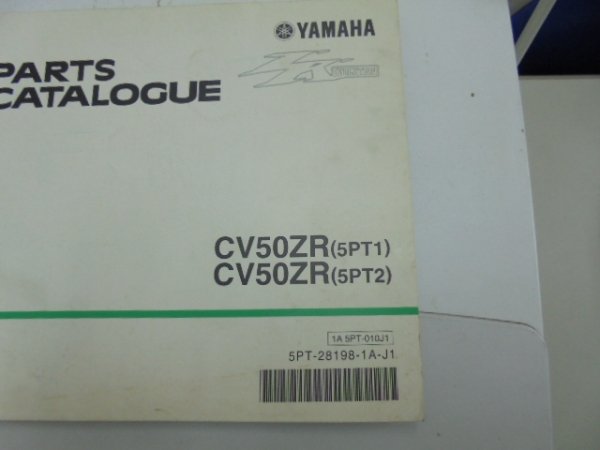 YAMAHA
PARTS
CATALOGUE
CV50ZR(5PT1)
CV50ZR(5PT2)
1A 5PT-010J1
5PT-28198-1A-J1